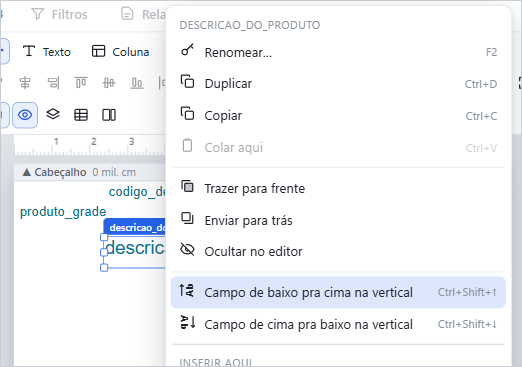 Filtros
DESCRICAO_DO_PRODUTO
Texto
Coluna
Renomear...
F2
Duplicar
Ctrl+D
Copiar
Ctrl+C
Colar aqui
Ctrl+V
1
2
3
Cabeçalho 0 mil. cm
Trazer para frente
produto_grade
Enviar para trás
Ocultar no editor
Campo de baixo pra cima na vertical
Ctrl+Shift+↑
Campo de cima pra baixo na vertical
Ctrl+Shift+↓
INSERIR AQUI